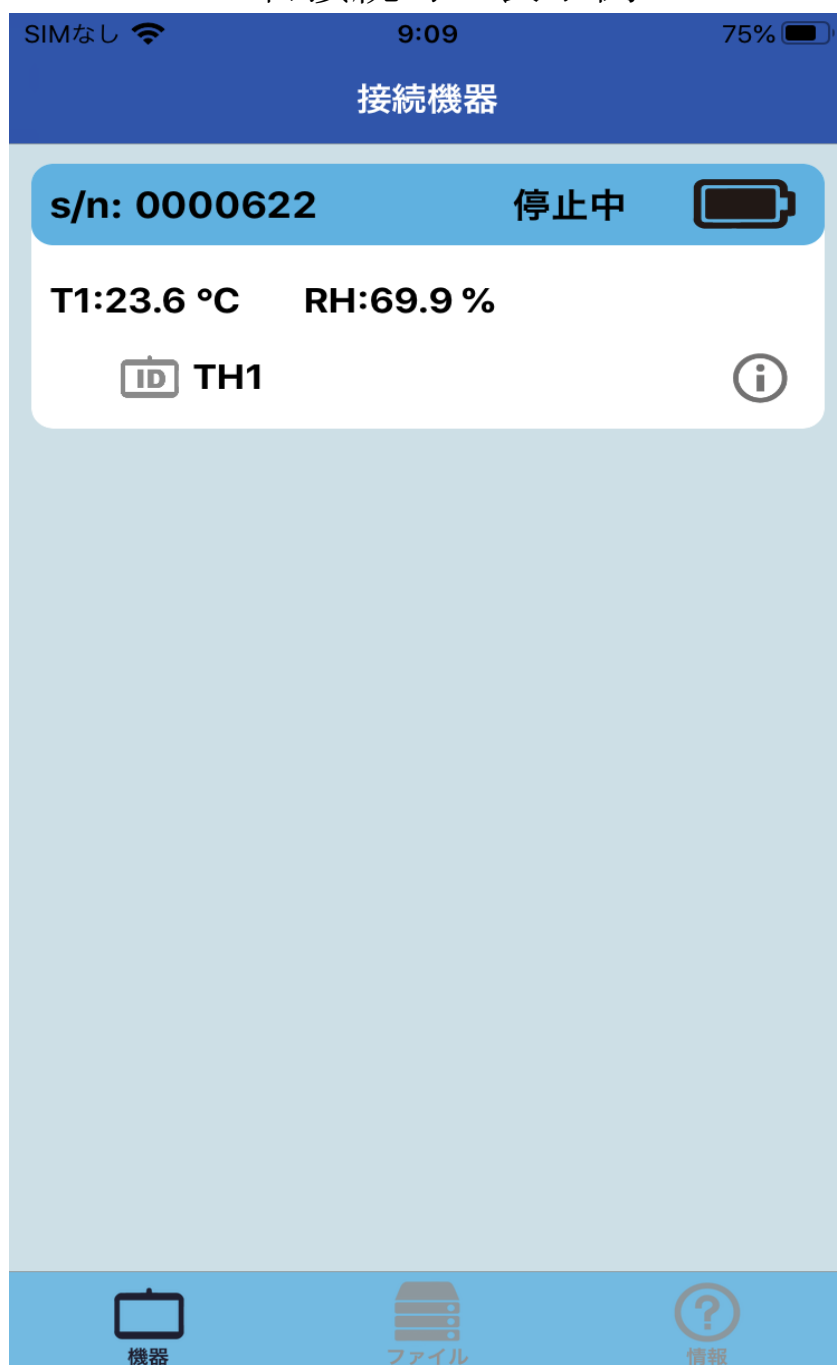 SIMなし 9:09 75%
接続機器
s/n: 0000622 停止中
T1:23.6 ℃ RH:69.9 %
ID TH1
機器 ファイル 情報